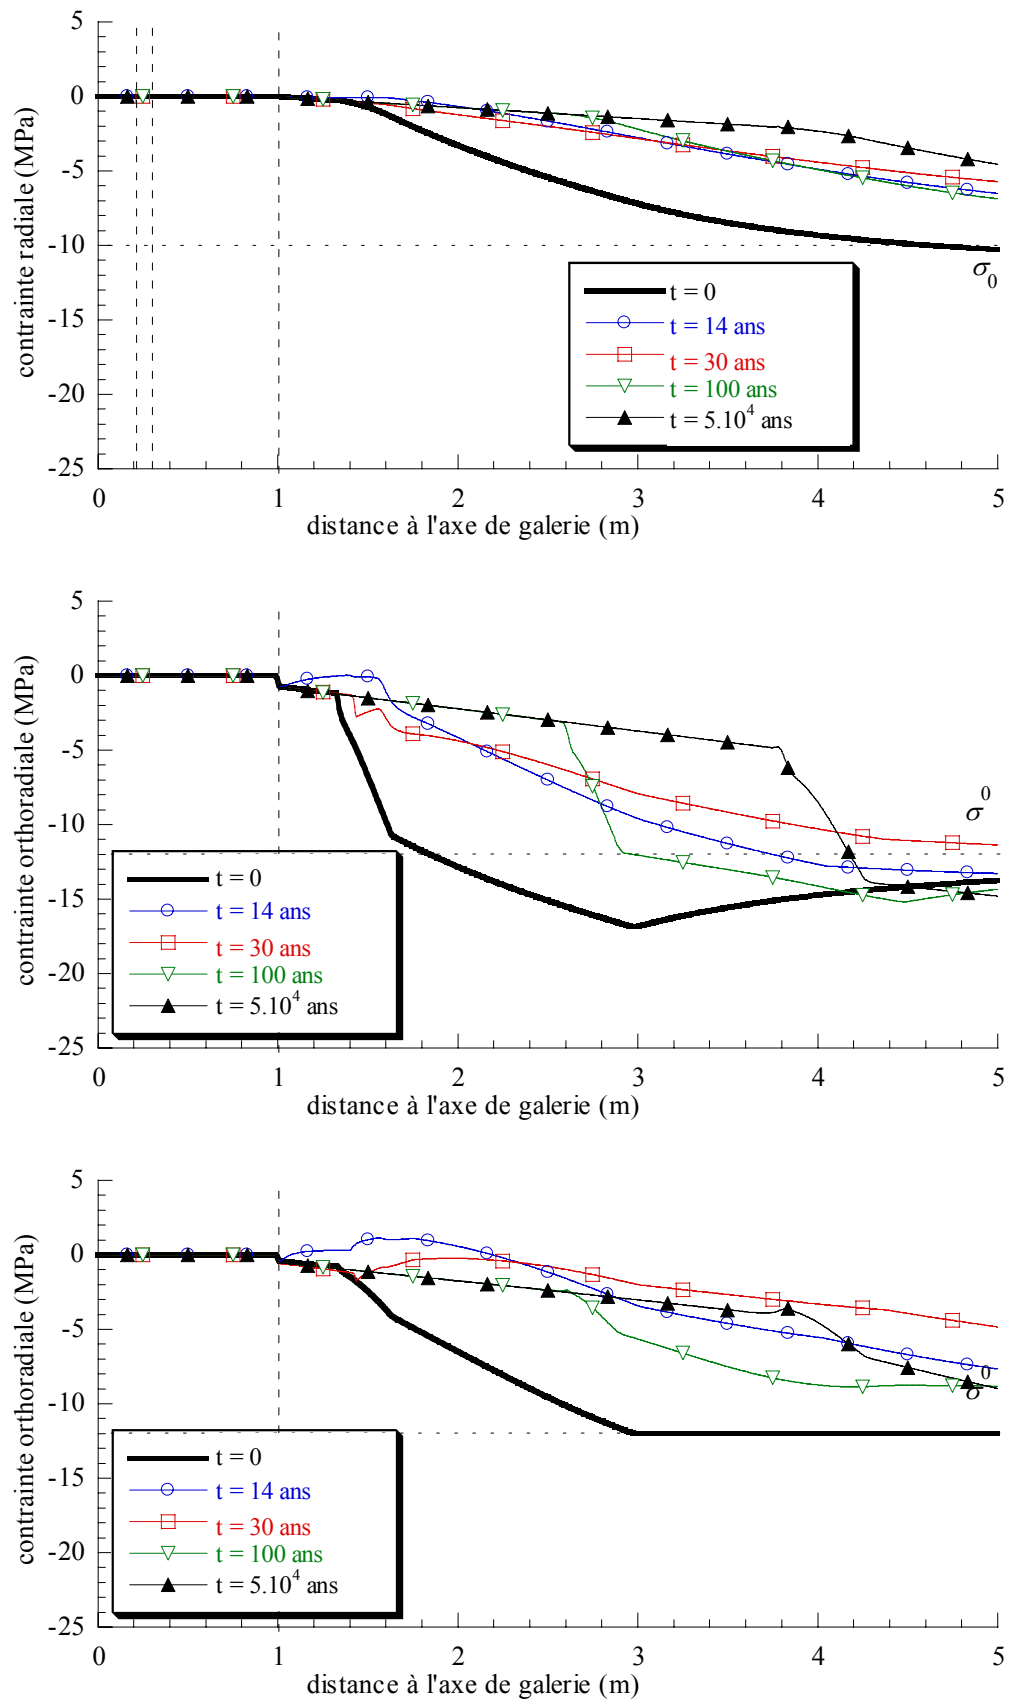 5
0
-5
-10
-15
-20
-25
contrainte radiale (MPa)
σ0
t = 0
t = 14 ans
t = 30 ans
t = 100 ans
t = 5.10^4 ans
0 1 2 3 4 5
distance à l'axe de galerie (m)
5
0
-5
-10
-15
-20
-25
contrainte orthoradiale (MPa)
σ^0
t = 0
t = 14 ans
t = 30 ans
t = 100 ans
t = 5.10^4 ans
0 1 2 3 4 5
distance à l'axe de galerie (m)
5
0
-5
-10
-15
-20
-25
contrainte orthoradiale (MPa)
σ^0
t = 0
t = 14 ans
t = 30 ans
t = 100 ans
t = 5.10^4 ans
0 1 2 3 4 5
distance à l'axe de galerie (m)